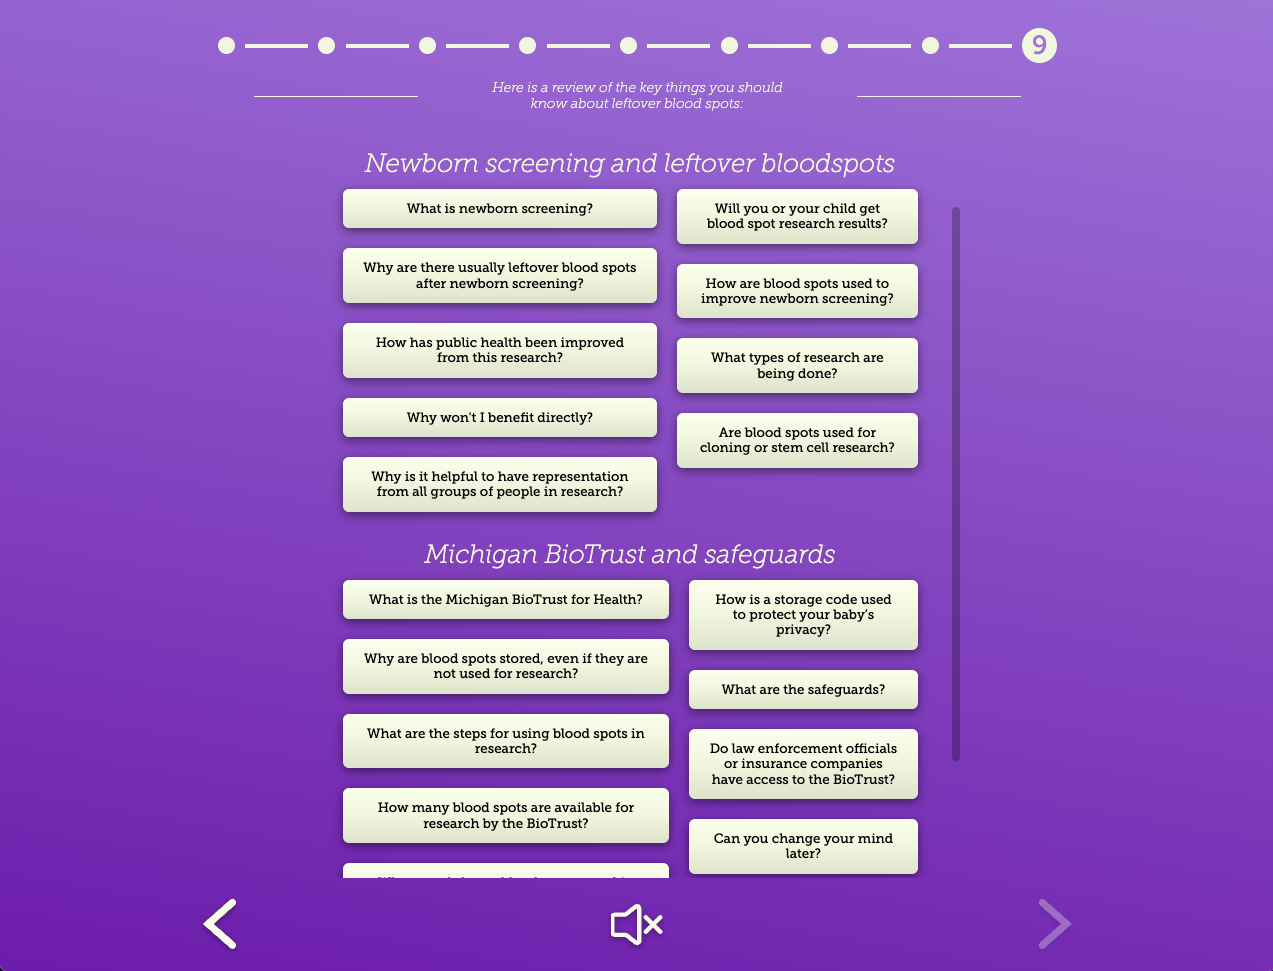 9
Here is a review of the key things you should
know about leftover blood spots:
Newborn screening and leftover bloodspots
What is newborn screening?
Why are there usually leftover blood spots
after newborn screening?
How has public health been improved
from this research?
Why won't I benefit directly?
Why is it helpful to have representation
from all groups of people in research?
Will you or your child get
blood spot research results?
How are blood spots used to
improve newborn screening?
What types of research are
being done?
Are blood spots used for
cloning or stem cell research?
Michigan BioTrust and safeguards
What is the Michigan BioTrust for Health?
Why are blood spots stored, even if they are
not used for research?
What are the steps for using blood spots in
research?
How many blood spots are available for
research by the BioTrust?
How is a storage code used
to protect your baby’s
privacy?
What are the safeguards?
Do law enforcement officials
or insurance companies
have access to the BioTrust?
Can you change your mind
later?